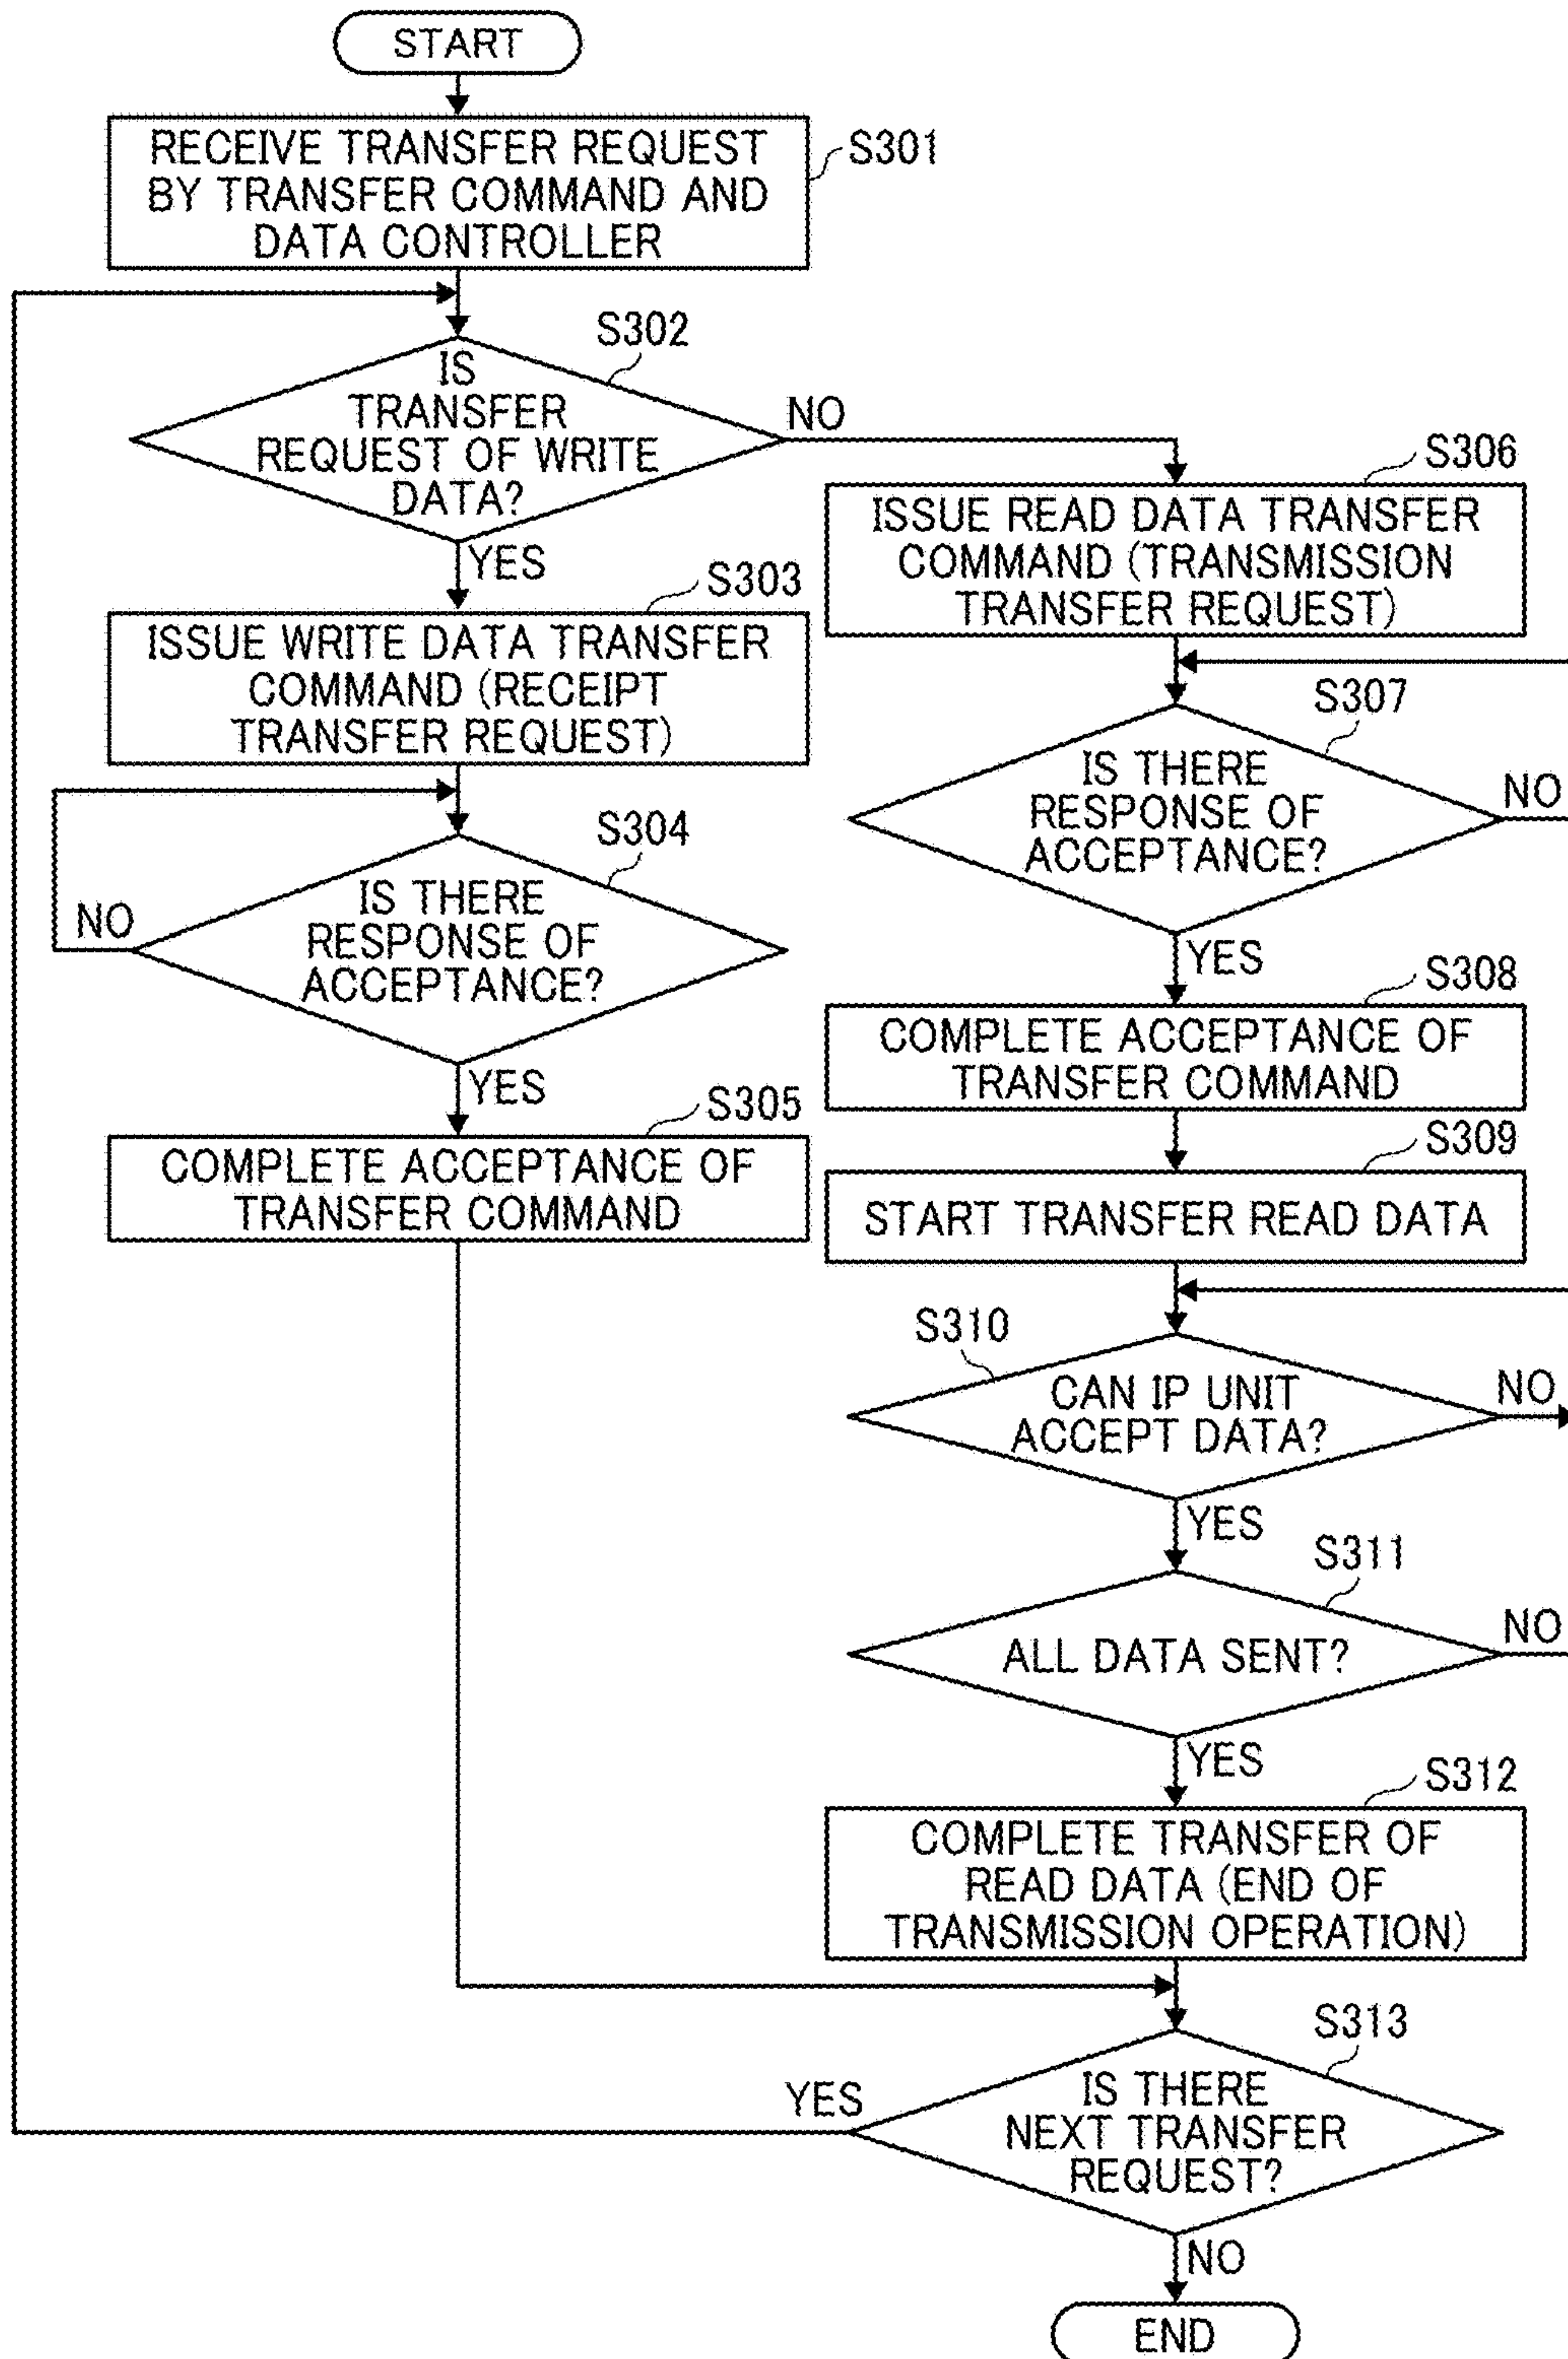 START
RECEIVE TRANSFER REQUEST
BY TRANSFER COMMAND AND
DATA CONTROLLER
S301
S302
IS
TRANSFER
REQUEST OF WRITE
DATA?
NO
YES
S303
ISSUE WRITE DATA TRANSFER
COMMAND (RECEIPT
TRANSFER REQUEST)
S304
IS THERE
RESPONSE OF
ACCEPTANCE?
NO
YES
S305
COMPLETE ACCEPTANCE OF
TRANSFER COMMAND
S306
ISSUE READ DATA TRANSFER
COMMAND (TRANSMISSION
TRANSFER REQUEST)
S307
IS THERE
RESPONSE OF
ACCEPTANCE?
NO
YES
S308
COMPLETE ACCEPTANCE OF
TRANSFER COMMAND
S309
START TRANSFER READ DATA
S310
CAN IP UNIT
ACCEPT DATA?
NO
YES
S311
ALL DATA SENT?
NO
YES
S312
COMPLETE TRANSFER OF
READ DATA (END OF
TRANSMISSION OPERATION)
S313
IS THERE
NEXT TRANSFER
REQUEST?
YES
NO
END